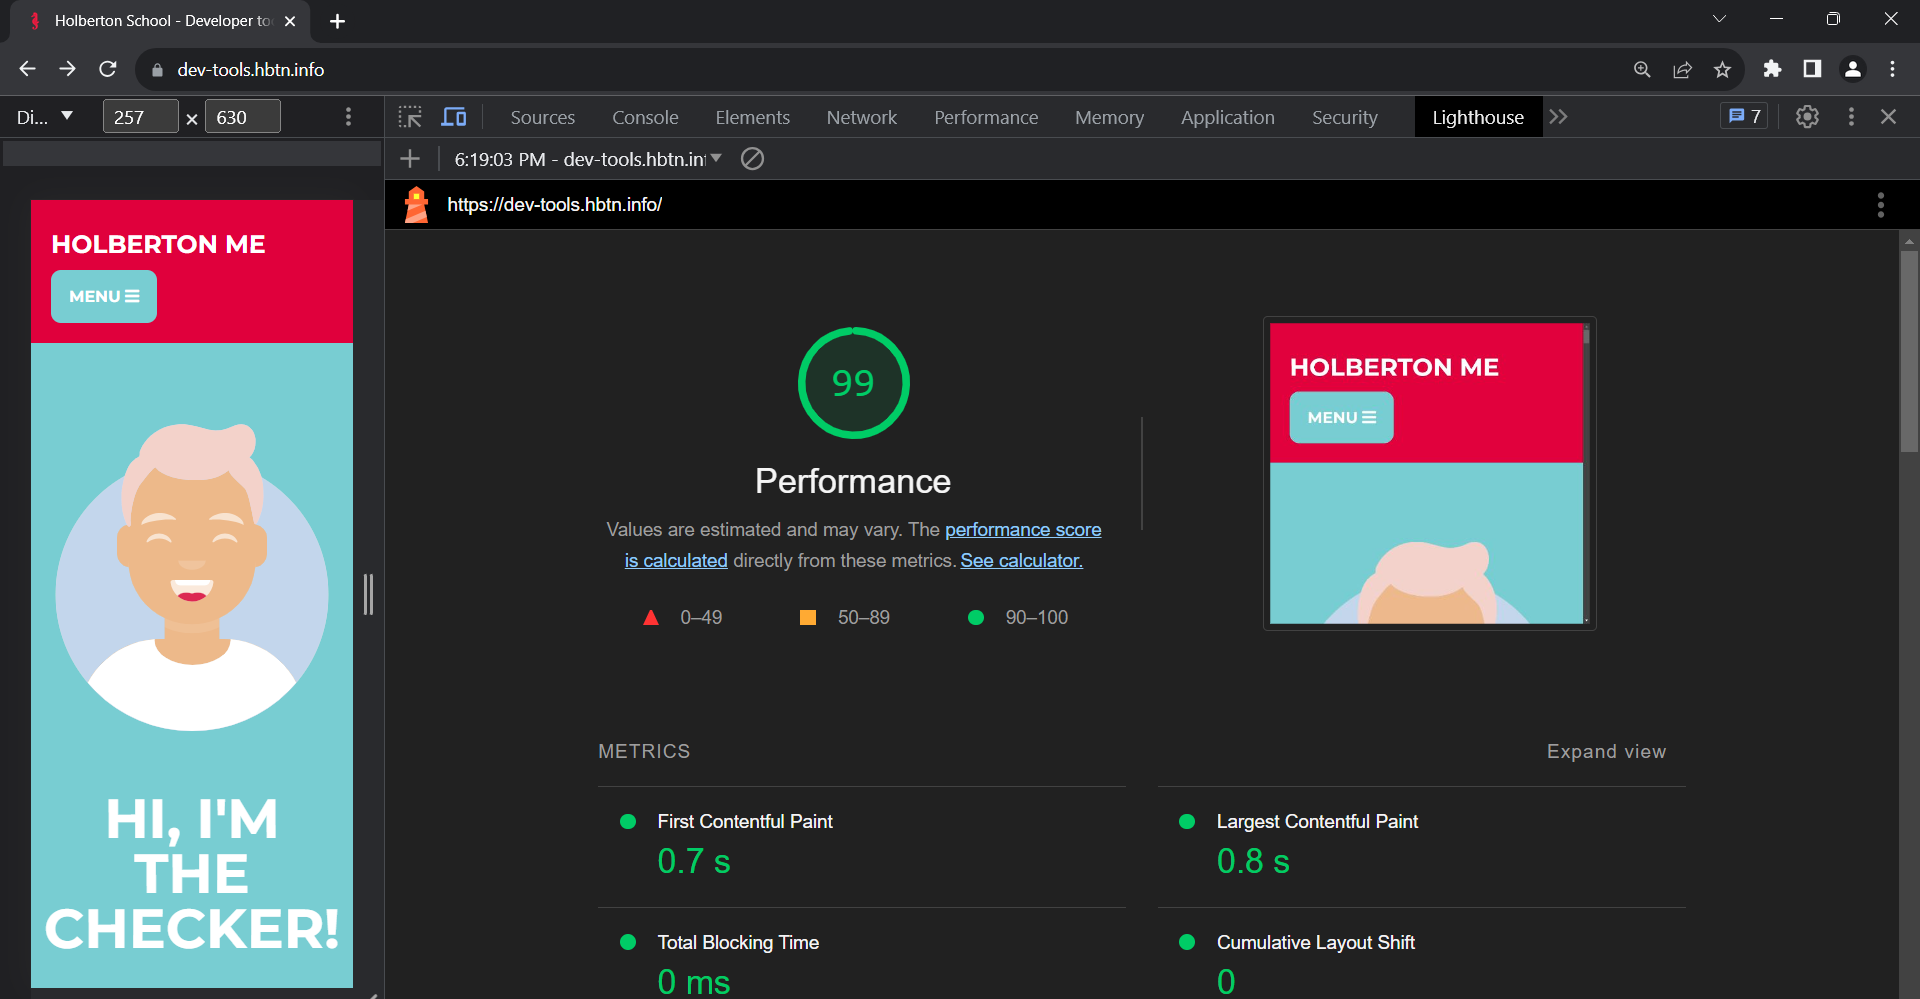 Holberton School - Developer to
dev-tools.hbtn.info
Di... 257 × 630
Sources Console Elements Network Performance Memory Application Security Lighthouse 7
6:19:03 PM - dev-tools.hbtn.in
https://dev-tools.hbtn.info/
HOLBERTON ME
MENU
HI, I'M
THE
CHECKER!
99
Performance
Values are estimated and may vary. The performance score
is calculated directly from these metrics. See calculator.
0–49 50–89 90–100
HOLBERTON ME
MENU
METRICS Expand view
First Contentful Paint
0.7 s
Largest Contentful Paint
0.8 s
Total Blocking Time
0 ms
Cumulative Layout Shift
0